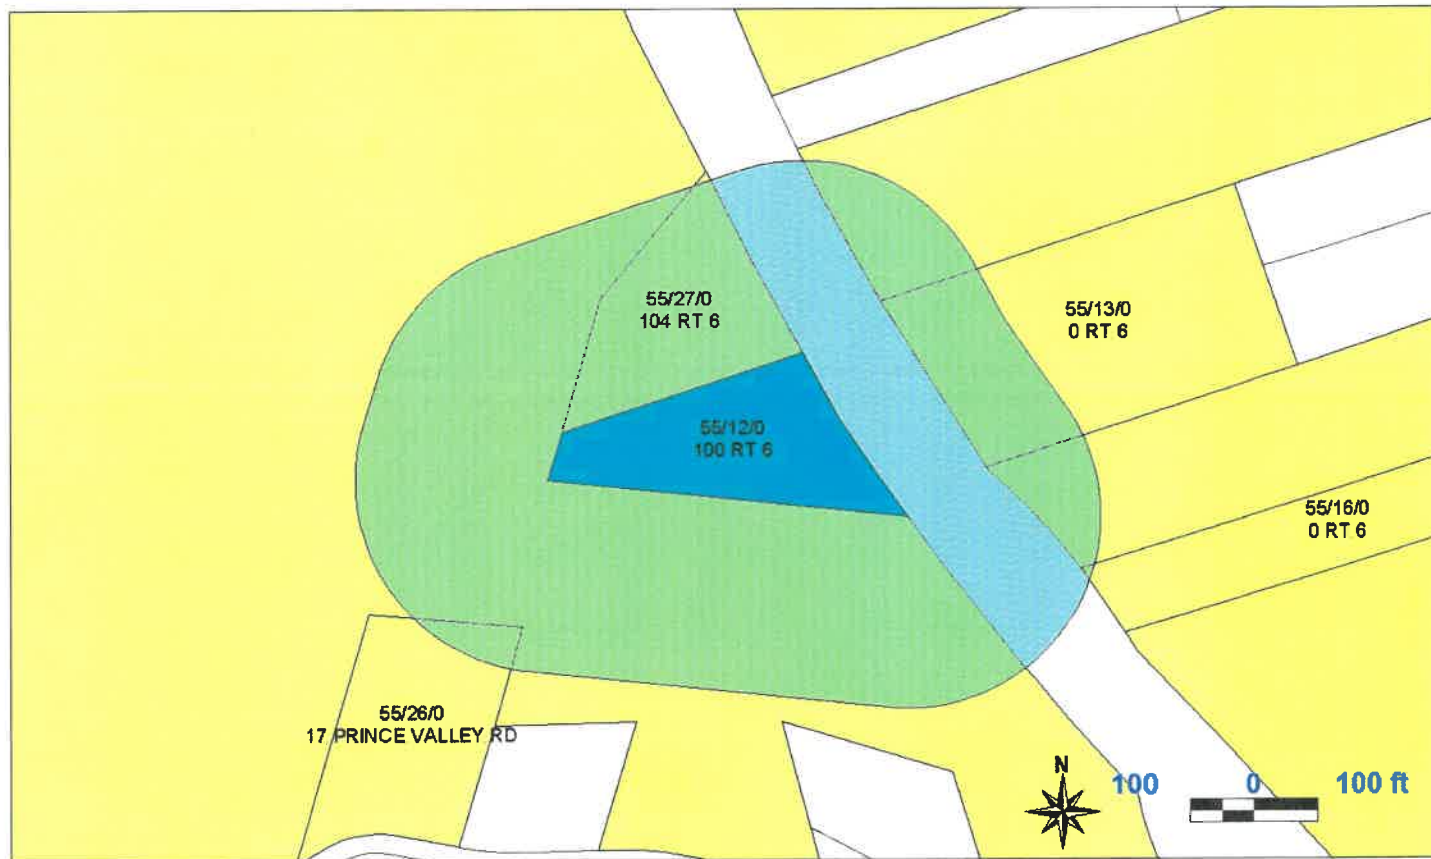 55/27/0
104 RT 6
55/13/0
0 RT 6
55/12/0
100 RT 6
55/16/0
0 RT 6
55/26/0
17 PRINCE VALLEY RD
N
100 0 100 ft